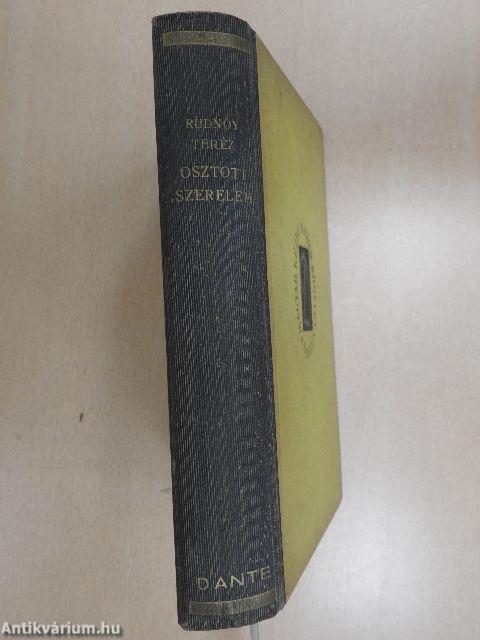 RUDNÓY
TERÉZ
OSZTOTT
SZERELEM
DANTE
Antikvárium.hu